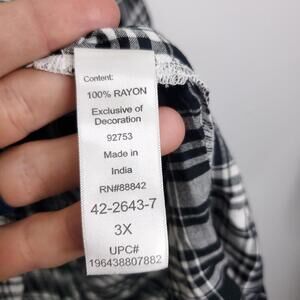 Content:
100% RAYON
Exclusive of
Decoration
92753
Made in
India
RN#88842
42-2643-7
3X
UPC#
196438807882